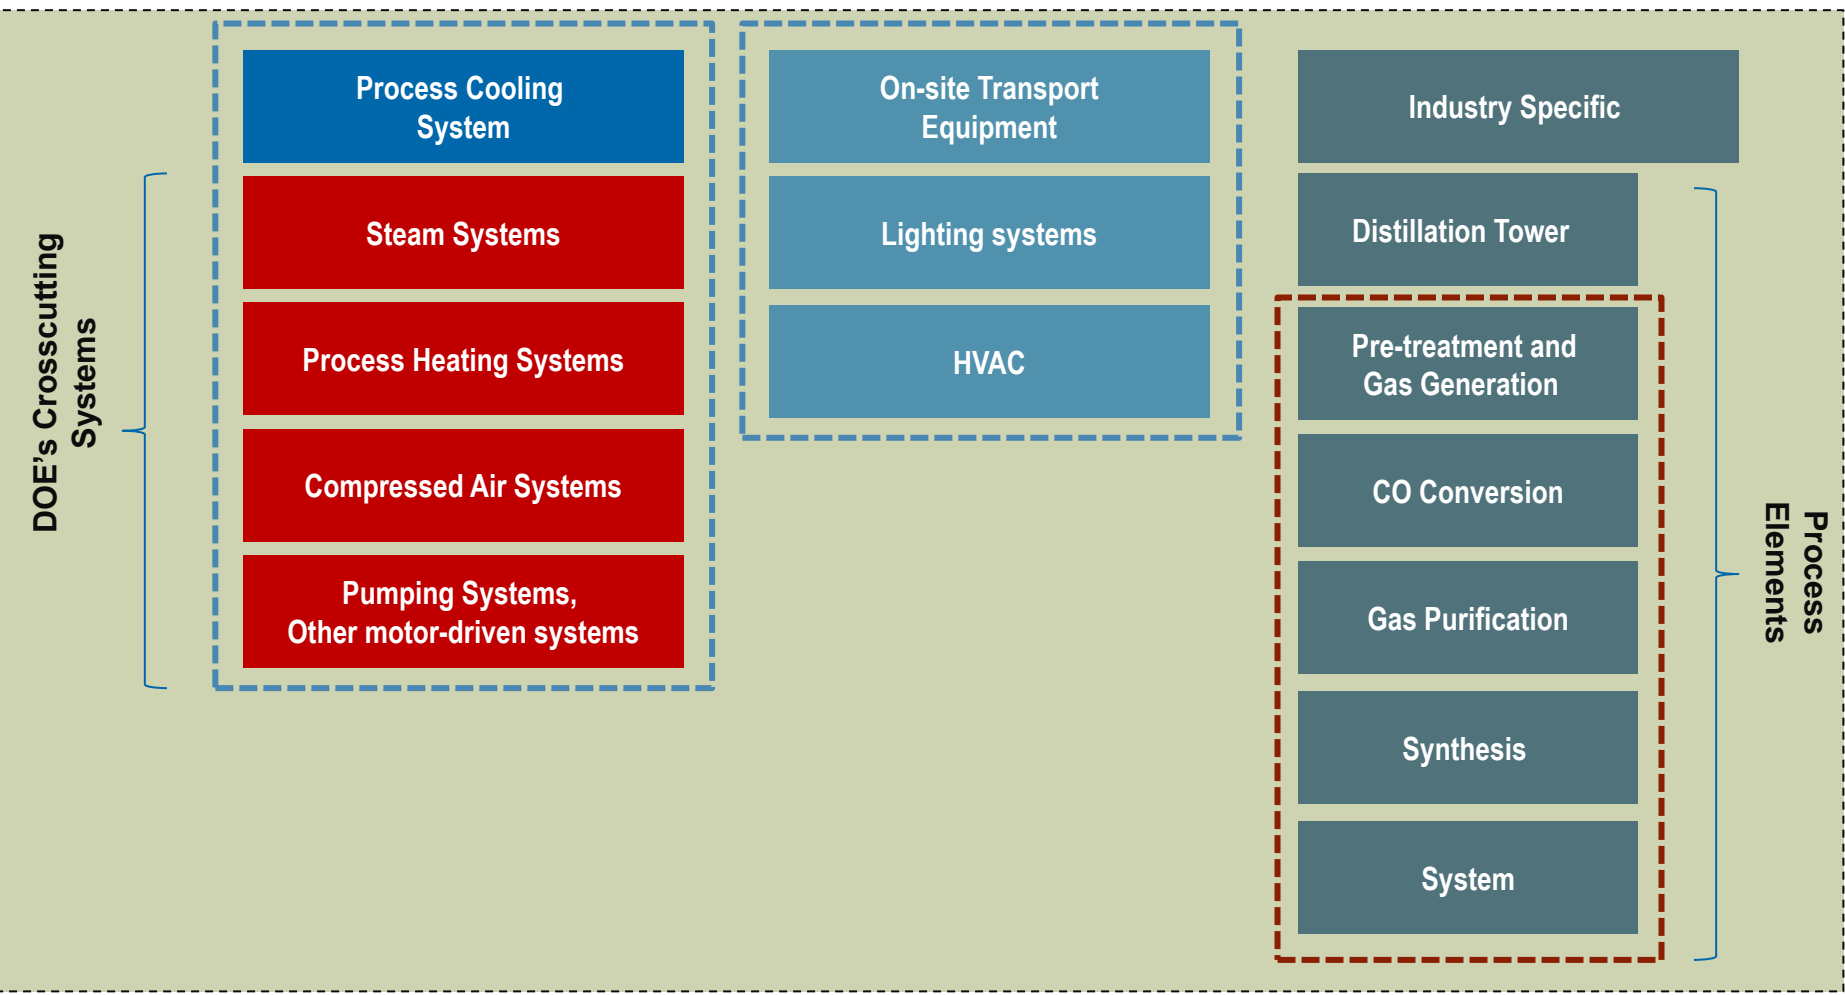 DOE’s Crosscutting
Systems
Process Cooling
System
Steam Systems
Process Heating Systems
Compressed Air Systems
Pumping Systems,
Other motor-driven systems
On-site Transport
Equipment
Lighting systems
HVAC
Industry Specific
Distillation Tower
Pre-treatment and
Gas Generation
CO Conversion
Gas Purification
Synthesis
System
Process
Elements